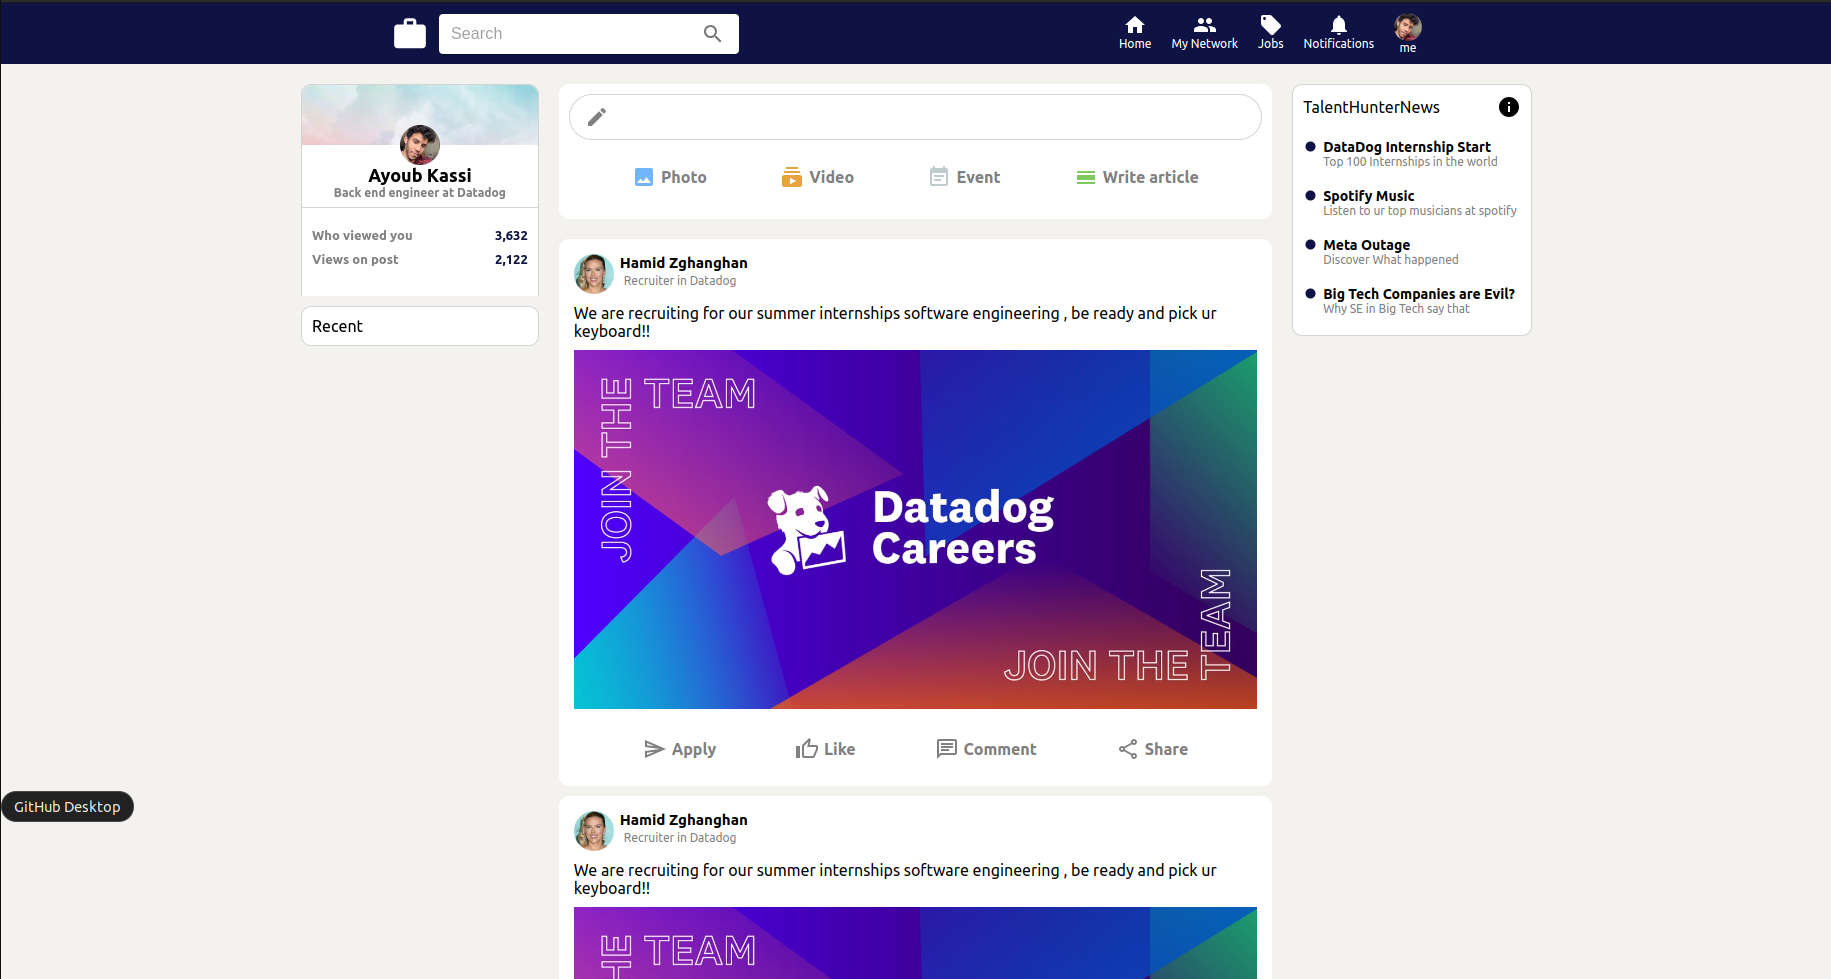 Search
Home
My Network
Jobs
Notifications
me
Ayoub Kassi
Back end engineer at Datadog
Who viewed you 3,632
Views on post 2,122
Recent
Photo
Video
Event
Write article
Hamid Zghanghan
Recruiter in Datadog
We are recruiting for our summer internships software engineering , be ready and pick ur
keyboard!!
JOIN THE TEAM
Datadog
Careers
JOIN THE TEAM
Apply
Like
Comment
Share
Hamid Zghanghan
Recruiter in Datadog
We are recruiting for our summer internships software engineering , be ready and pick ur
keyboard!!
THE TEAM
TalentHunterNews
DataDog Internship Start
Top 100 Internships in the world
Spotify Music
Listen to ur top musicians at spotify
Meta Outage
Discover What happened
Big Tech Companies are Evil?
Why SE in Big Tech say that
GitHub Desktop